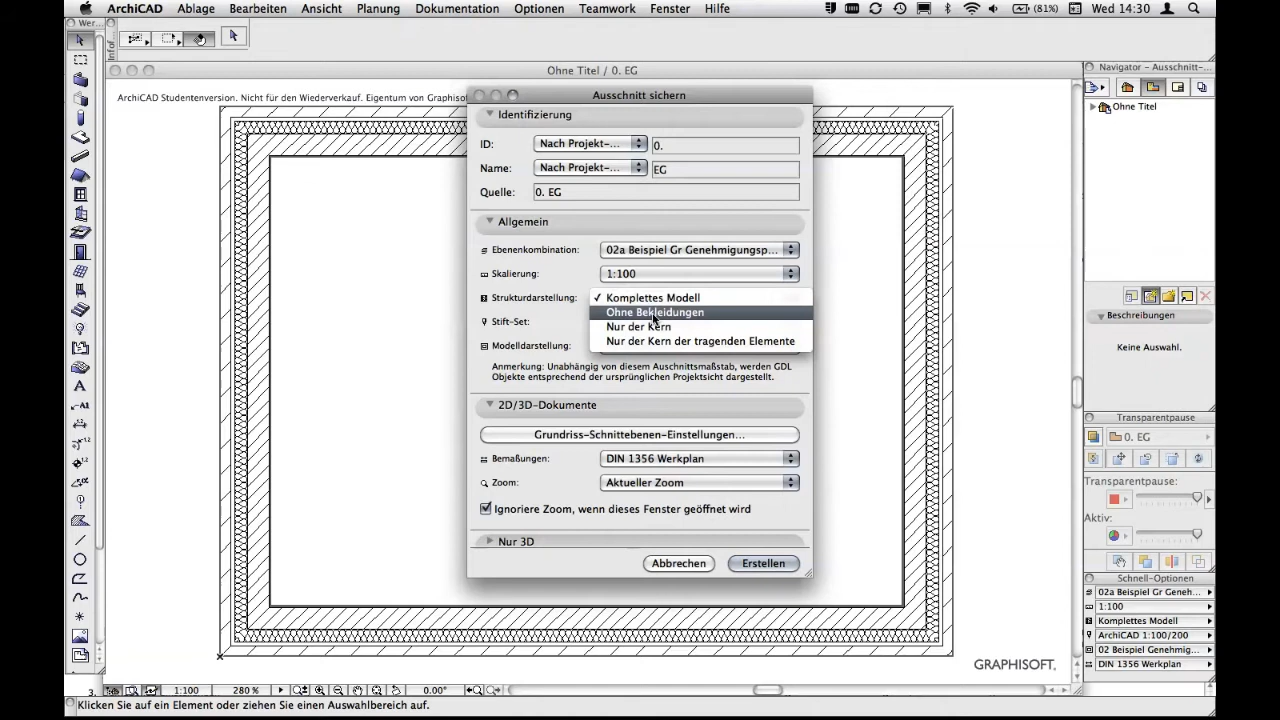 ArchiCAD Ablage Bearbeiten Ansicht Planung Dokumentation Optionen Teamwork Fenster Hilfe (81%) Wed 14:30
Wer...
Infof
Ohne Titel / 0. EG
Navigator - Ausschnitt-...
ArchiCAD Studentenversion. Nicht für den Wiederverkauf. Eigentum von Graphisof
Ohne Titel
Ausschnitt sichern
Identifizierung
ID: Nach Projekt-... 0.
Name: Nach Projekt-... EG
Quelle: 0. EG
Allgemein
Ebenenkombination: 02a Beispiel Gr Genehmigungsp...
Skalierung: 1:100
Strukturdarstellung: ✓ Komplettes Modell
Ohne Bekleidungen
Stift-Set: Nur der Kern
Modelldarstellung: Nur der Kern der tragenden Elemente
Anmerkung: Unabhängig von diesem Auschnittsmaßstab, werden GDL
Objekte entsprechend der ursprünglichen Projektsicht dargestellt.
2D/3D-Dokumente
Grundriss-Schnittebenen-Einstellungen...
Bemaßungen: DIN 1356 Werkplan
Zoom: Aktueller Zoom
Ignoriere Zoom, wenn dieses Fenster geöffnet wird
Nur 3D
Abbrechen Erstellen
Beschreibungen
Keine Auswahl.
Transparentpause
0. EG
Transparentpause:
Aktiv:
Schnell-Optionen
02a Beispiel Gr Geneh...
1:100
Komplettes Modell
ArchiCAD 1:100/200
02 Beispiel Genehmig...
DIN 1356 Werkplan
GRAPHISOFT.
3. 1:100 280 % 0.00°
Klicken Sie auf ein Element oder ziehen Sie einen Auswahlbereich auf.